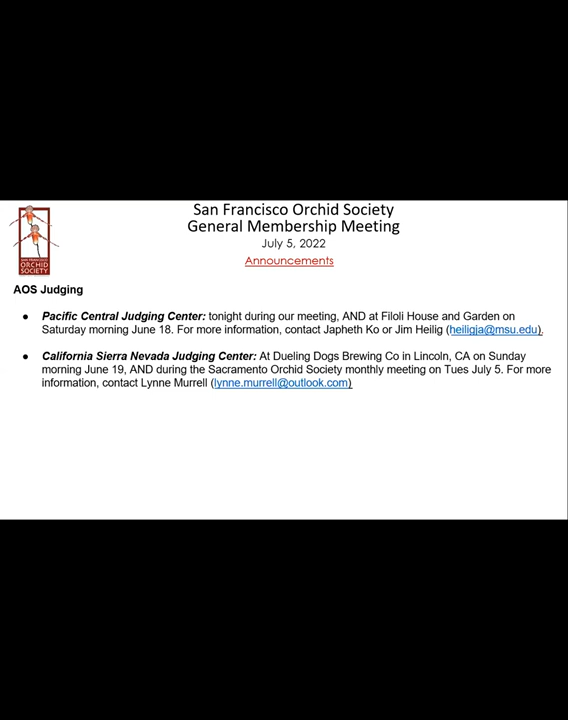 San Francisco Orchid Society
General Membership Meeting
July 5, 2022
Announcements
SAN FRANCISCO
ORCHID
SOCIETY
AOS Judging
● Pacific Central Judging Center: tonight during our meeting, AND at Filoli House and Garden on
Saturday morning June 18. For more information, contact Japheth Ko or Jim Heilig (heiligja@msu.edu).
● California Sierra Nevada Judging Center: At Dueling Dogs Brewing Co in Lincoln, CA on Sunday
morning June 19, AND during the Sacramento Orchid Society monthly meeting on Tues July 5. For more
information, contact Lynne Murrell (lynne.murrell@outlook.com)